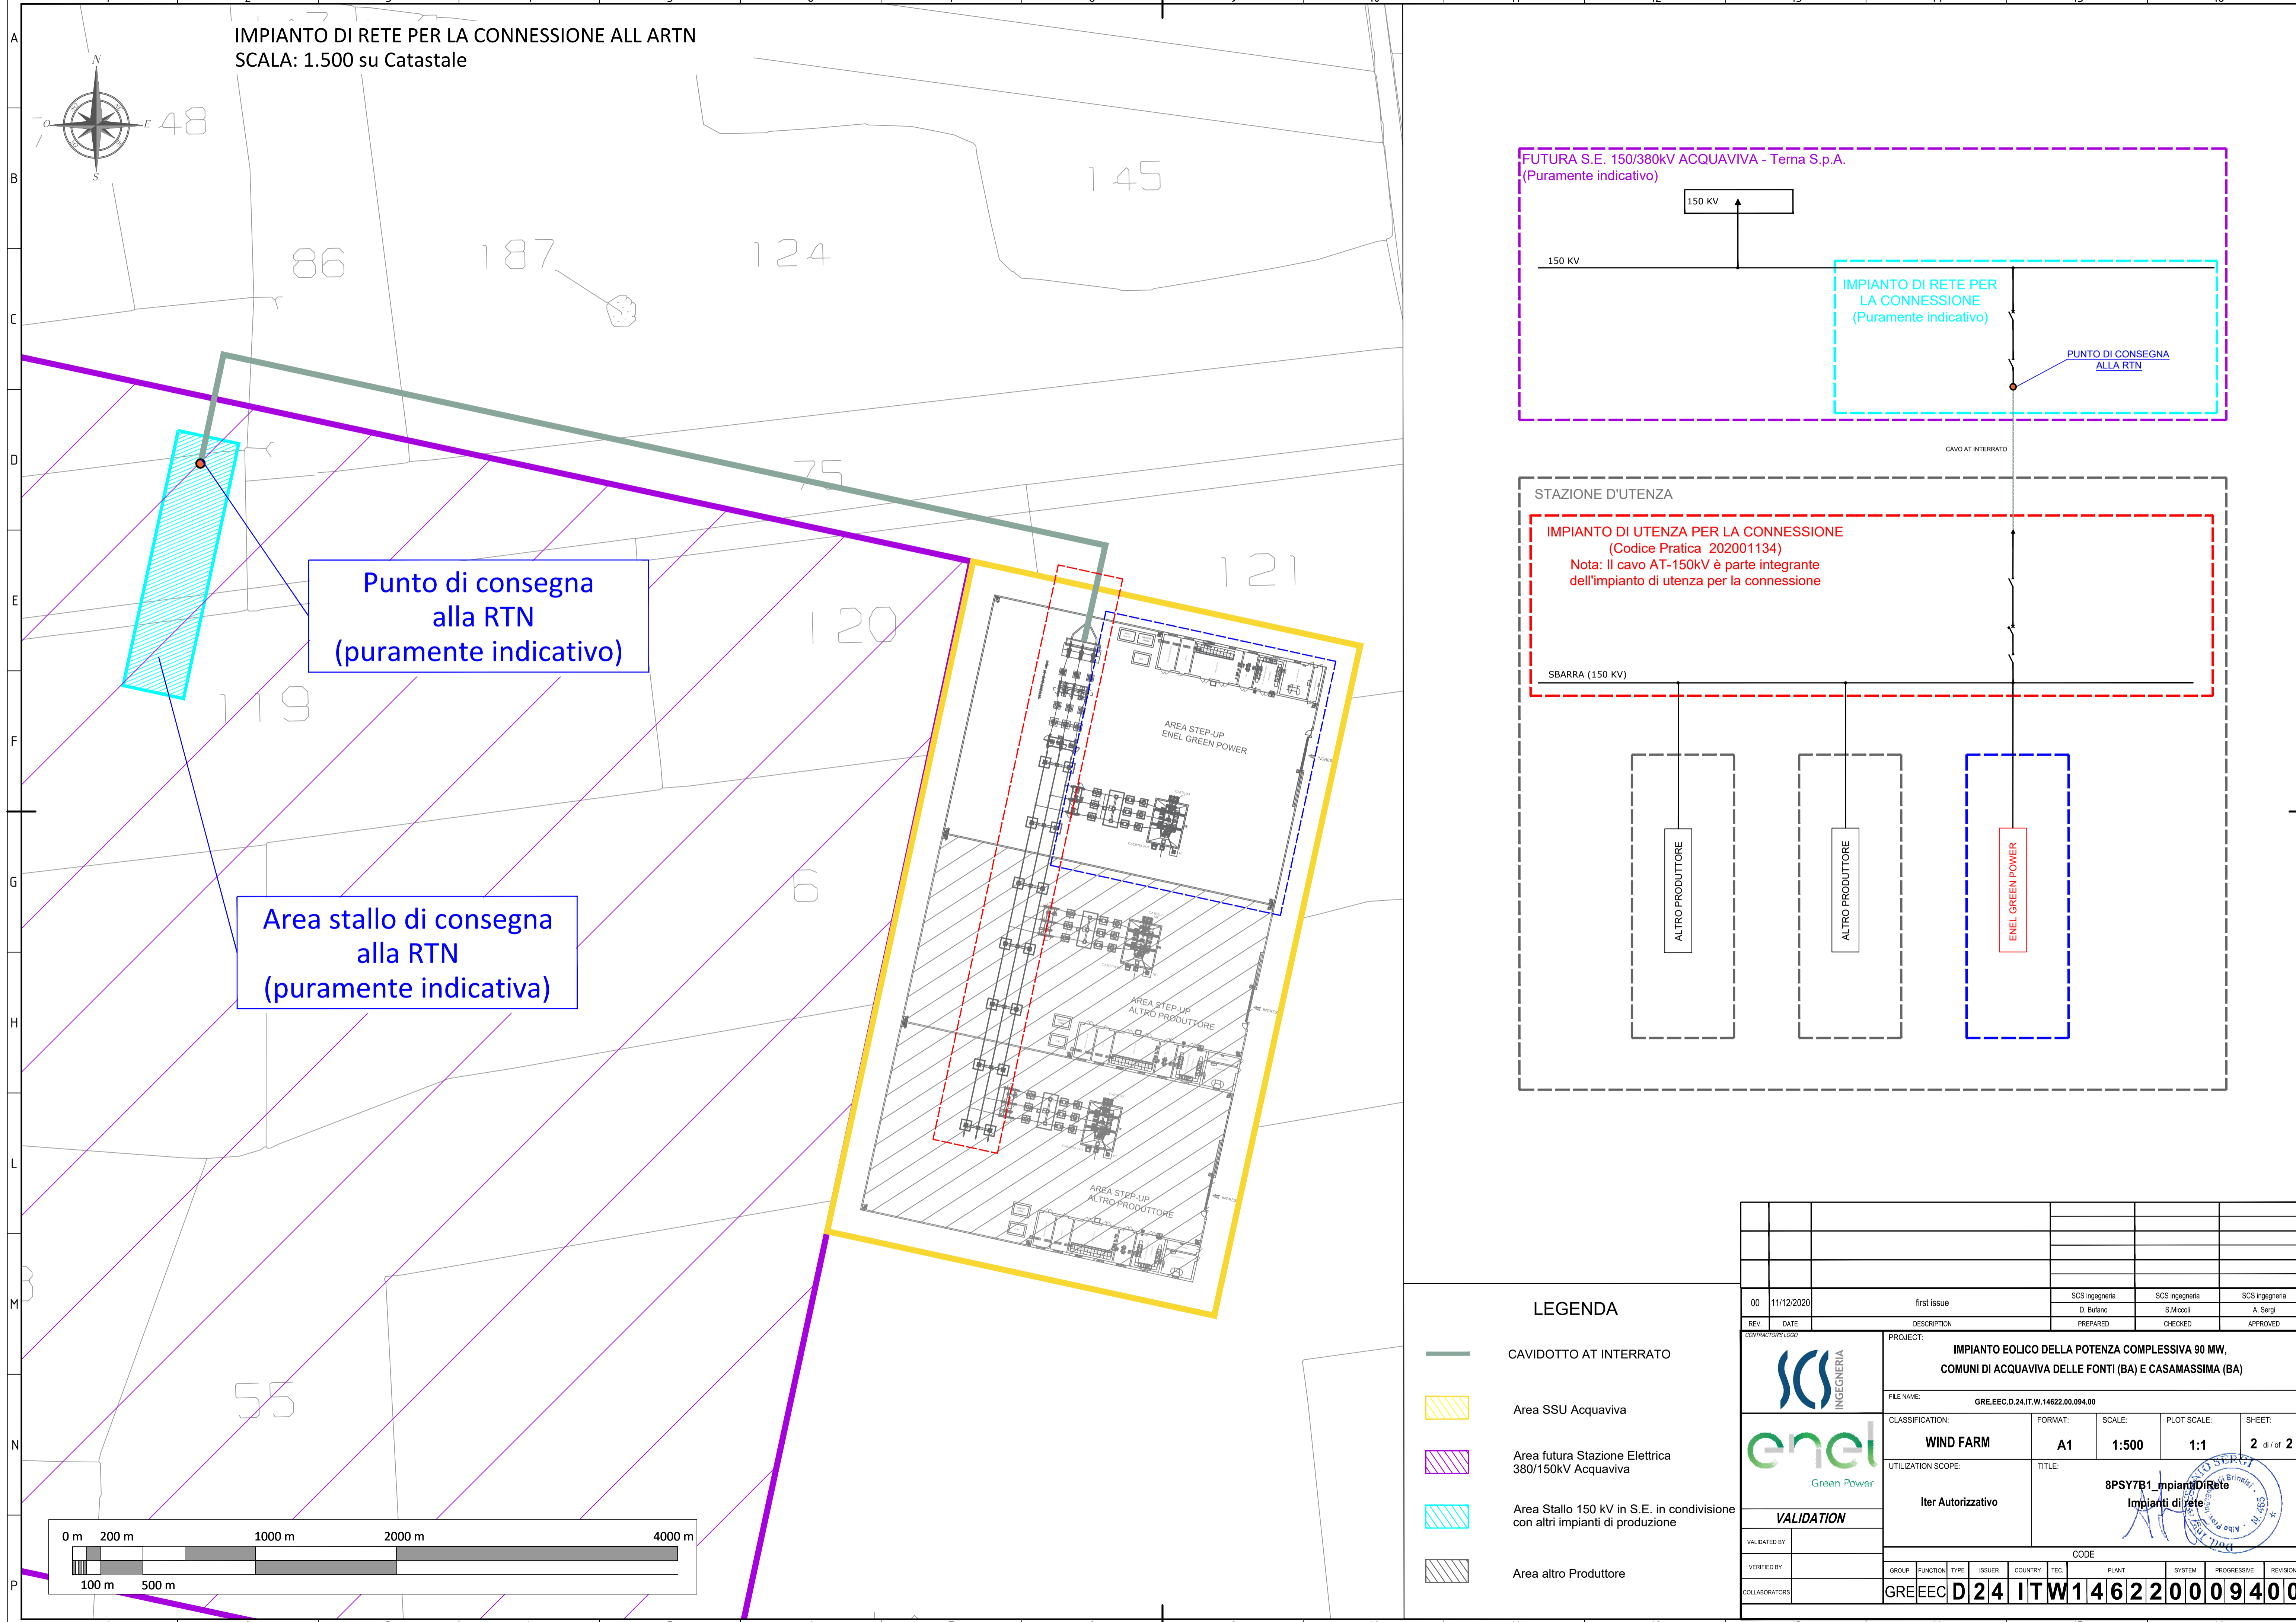 IMPIANTO DI RETE PER LA CONNESSIONE ALL ARTN
SCALA: 1.500 su Catastale
N
O
E
S
48
86
187
124
145
75
121
120
119
6
55
Punto di consegna
alla RTN
(puramente indicativo)
Area stallo di consegna
alla RTN
(puramente indicativa)
AREA STEP-UP
ENEL GREEN POWER
AREA STEP-UP
ALTRO PRODUTTORE
AREA STEP-UP
ALTRO PRODUTTORE
0 m 200 m 1000 m 2000 m 4000 m
100 m 500 m
FUTURA S.E. 150/380kV ACQUAVIVA - Terna S.p.A.
(Puramente indicativo)
150 KV
150 KV
IMPIANTO DI RETE PER
LA CONNESSIONE
(Puramente indicativo)
PUNTO DI CONSEGNA
ALLA RTN
CAVO AT INTERRATO
STAZIONE D'UTENZA
IMPIANTO DI UTENZA PER LA CONNESSIONE
(Codice Pratica 202001134)
Nota: Il cavo AT-150kV è parte integrante
dell'impianto di utenza per la connessione
SBARRA (150 KV)
ALTRO PRODUTTORE
ALTRO PRODUTTORE
ENEL GREEN POWER
LEGENDA
CAVIDOTTO AT INTERRATO
Area SSU Acquaviva
Area futura Stazione Elettrica
380/150kV Acquaviva
Area Stallo 150 kV in S.E. in condivisione
con altri impianti di produzione
Area altro Produttore
00 11/12/2020 first issue
SCS ingegneria SCS ingegneria SCS ingegneria
D. Bufano S.Miccoli A. Sergi
REV. DATE DESCRIPTION PREPARED CHECKED APPROVED
CONTRACTOR'S LOGO
SCS INGEGNERIA
PROJECT:
IMPIANTO EOLICO DELLA POTENZA COMPLESSIVA 90 MW,
COMUNI DI ACQUAVIVA DELLE FONTI (BA) E CASAMASSIMA (BA)
FILE NAME:
GRE.EEC.D.24.IT.W.14622.00.094.00
enel
Green Power
CLASSIFICATION: FORMAT: SCALE: PLOT SCALE: SHEET:
WIND FARM A1 1:500 1:1 2 di / of 2
UTILIZATION SCOPE: TITLE:
Iter Autorizzativo
8PSY7B1_mpiantiDiRete
Impianti di rete
VALIDATION
VALIDATED BY
VERIFIED BY
COLLABORATORS
CODE
GROUP FUNCTION TYPE ISSUER COUNTRY TEC. PLANT SYSTEM PROGRESSIVE REVISION
GRE EEC D 2 4 I T W 1 4 6 2 2 0 0 0 9 4 0 0
A
B
C
D
E
F
G
H
L
M
N
P